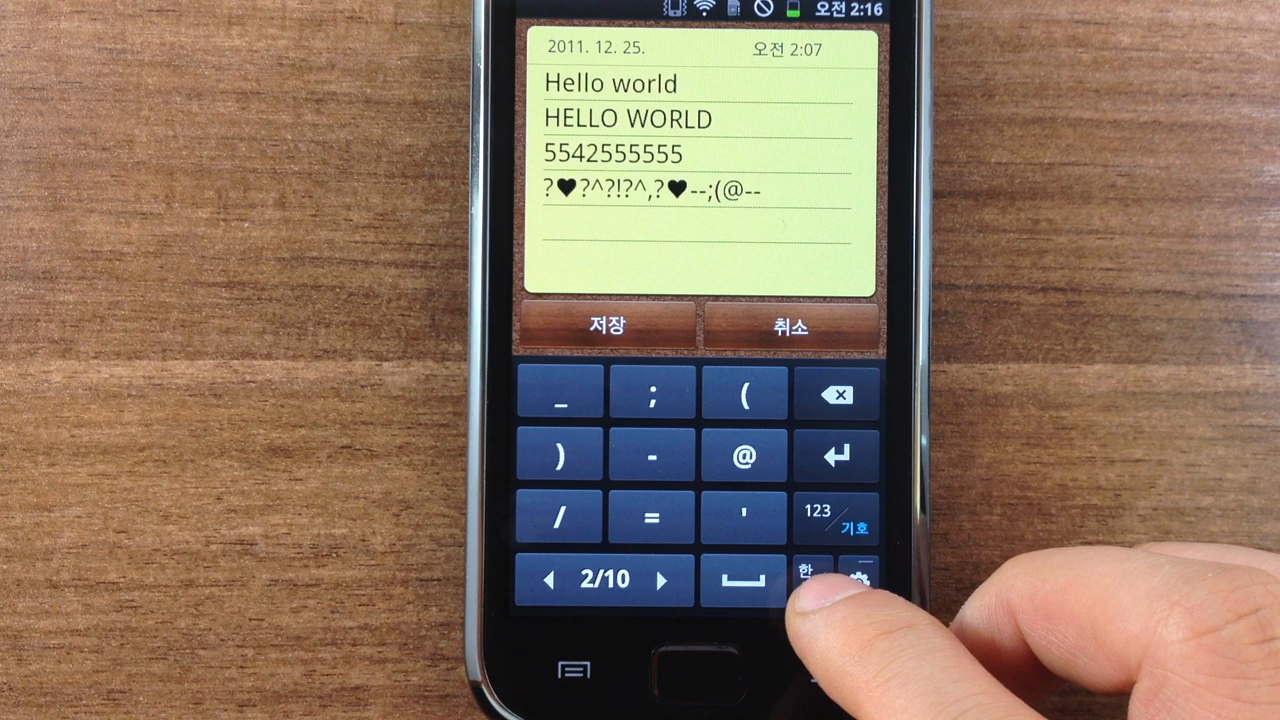 오전 2:16
2011. 12. 25. 오전 2:07
Hello world
HELLO WORLD
5542555555
?♥?^?!?^,?♥--;(@--
저장 취소
_ ; (
) - @
/ = ' 123/기호
2/10 한